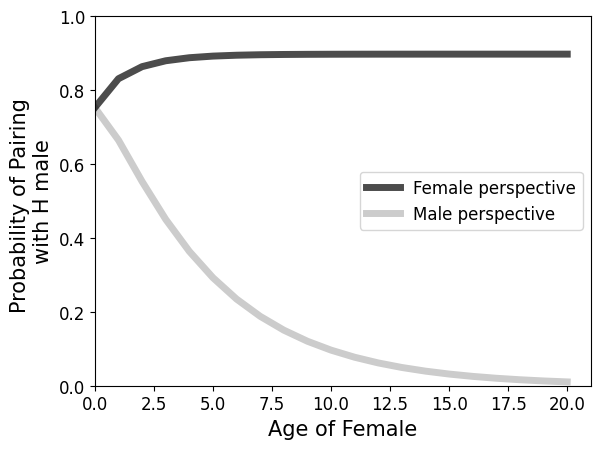 1.0
0.8
0.6
0.4
0.2
0.0
Probability of Pairing
with H male
Female perspective
Male perspective
0.0 2.5 5.0 7.5 10.0 12.5 15.0 17.5 20.0
Age of Female